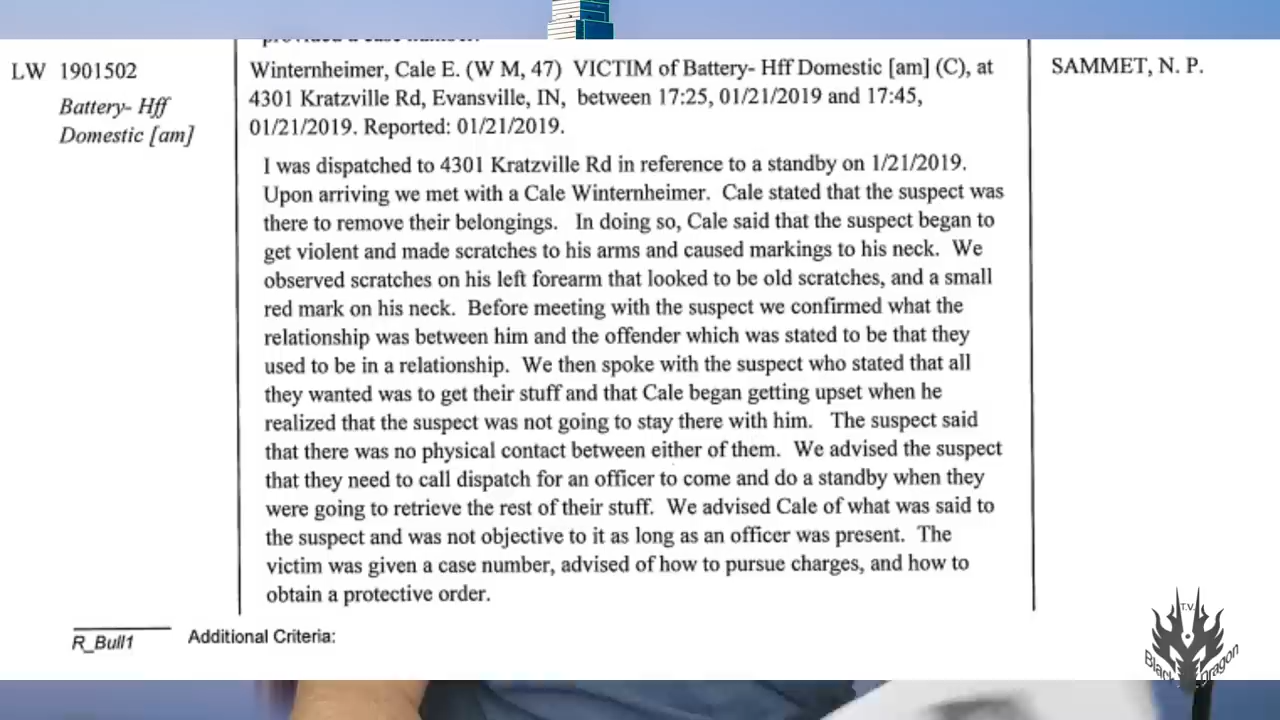 provided a case number.
LW 1901502
Battery- Hff
Domestic [am]
Winternheimer, Cale E. (W M, 47) VICTIM of Battery- Hff Domestic [am] (C), at
4301 Kratzville Rd, Evansville, IN, between 17:25, 01/21/2019 and 17:45,
01/21/2019. Reported: 01/21/2019.
SAMMET, N. P.
I was dispatched to 4301 Kratzville Rd in reference to a standby on 1/21/2019.
Upon arriving we met with a Cale Winternheimer. Cale stated that the suspect was
there to remove their belongings. In doing so, Cale said that the suspect began to
get violent and made scratches to his arms and caused markings to his neck. We
observed scratches on his left forearm that looked to be old scratches, and a small
red mark on his neck. Before meeting with the suspect we confirmed what the
relationship was between him and the offender which was stated to be that they
used to be in a relationship. We then spoke with the suspect who stated that all
they wanted was to get their stuff and that Cale began getting upset when he
realized that the suspect was not going to stay there with him. The suspect said
that there was no physical contact between either of them. We advised the suspect
that they need to call dispatch for an officer to come and do a standby when they
were going to retrieve the rest of their stuff. We advised Cale of what was said to
the suspect and was not objective to it as long as an officer was present. The
victim was given a case number, advised of how to pursue charges, and how to
obtain a protective order.
R_Bull1
Additional Criteria:
T.V.
Black Dragon